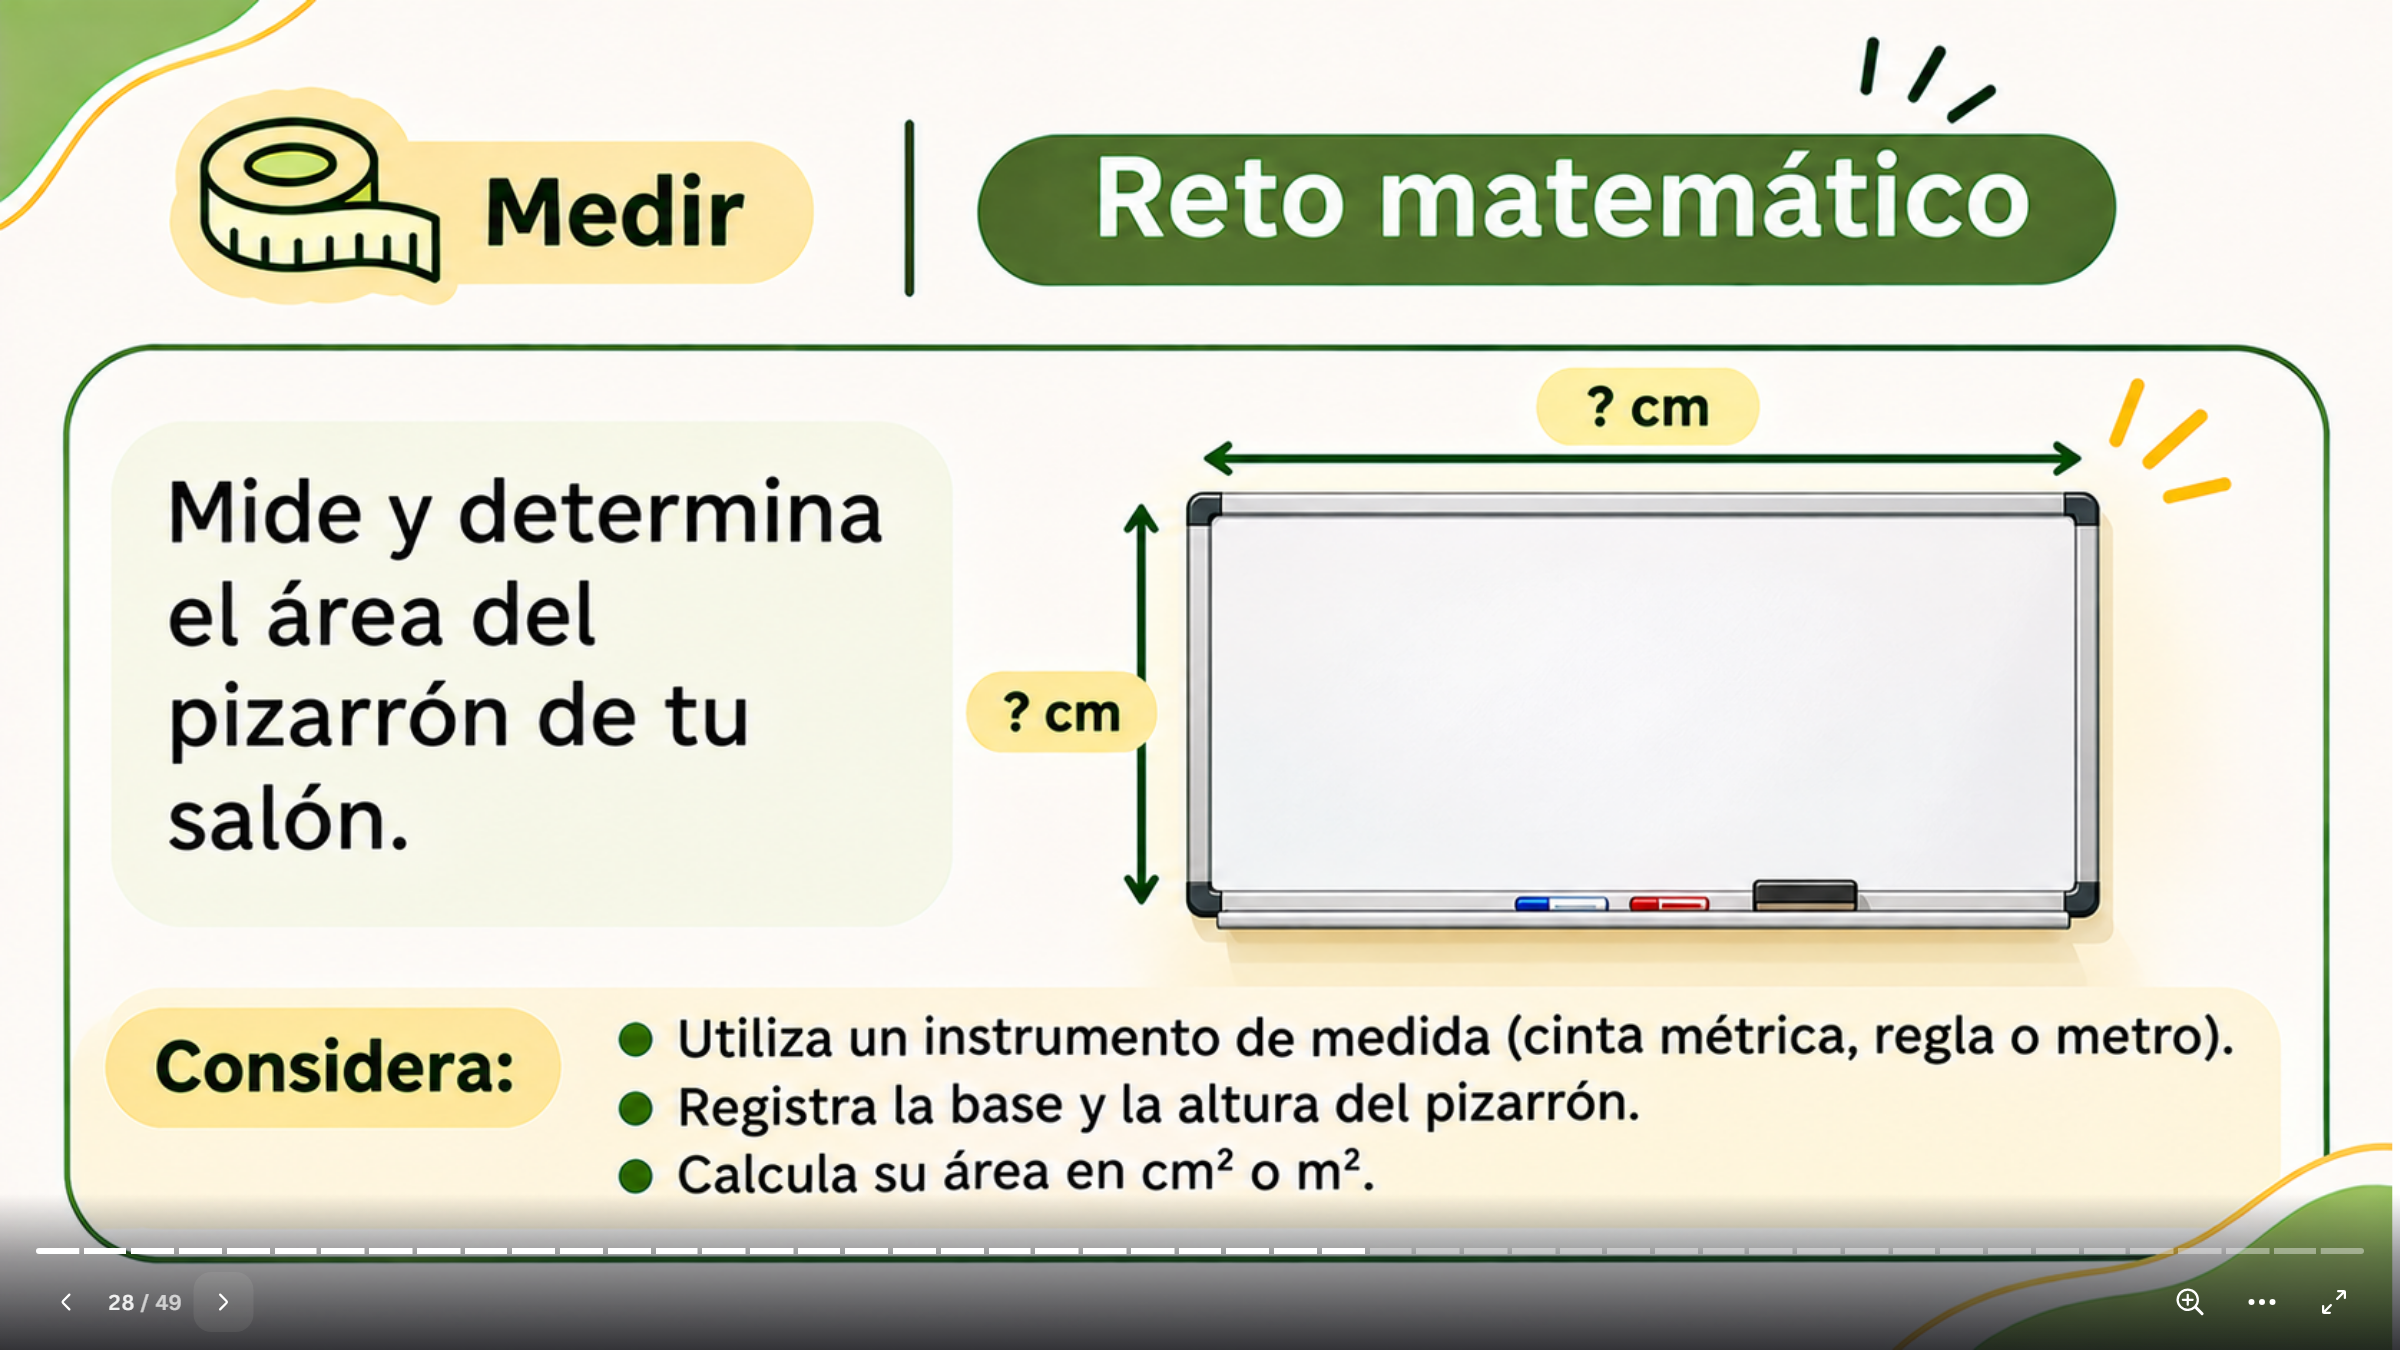 Medir
Reto matemático
? cm
Mide y determina
el área del
pizarrón de tu
salón.
? cm
Considera:
Utiliza un instrumento de medida (cinta métrica, regla o metro).
Registra la base y la altura del pizarrón.
Calcula su área en cm² o m².
28 / 49